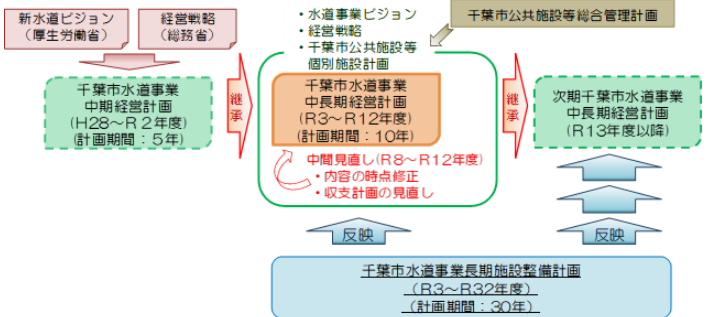 新水道ビジョン
(厚生労働省)
経営戦略
(総務省)
・水道事業ビジョン
・経営戦略
・千葉市公共施設等
個別施設計画
千葉市公共施設等総合管理計画
千葉市水道事業
中期経営計画
(H28～R2年度)
(計画期間:5年)
継承
千葉市水道事業
中長期経営計画
(R3～R12年度)
(計画期間:10年)
中間見直し(R8～R12年度)
・内容の時点修正
・収支計画の見直し
継承
次期千葉市水道事業
中長期経営計画
(R13年度以降)
反映
反映
千葉市水道事業長期施設整備計画
(R3～R32年度)
(計画期間:30年)